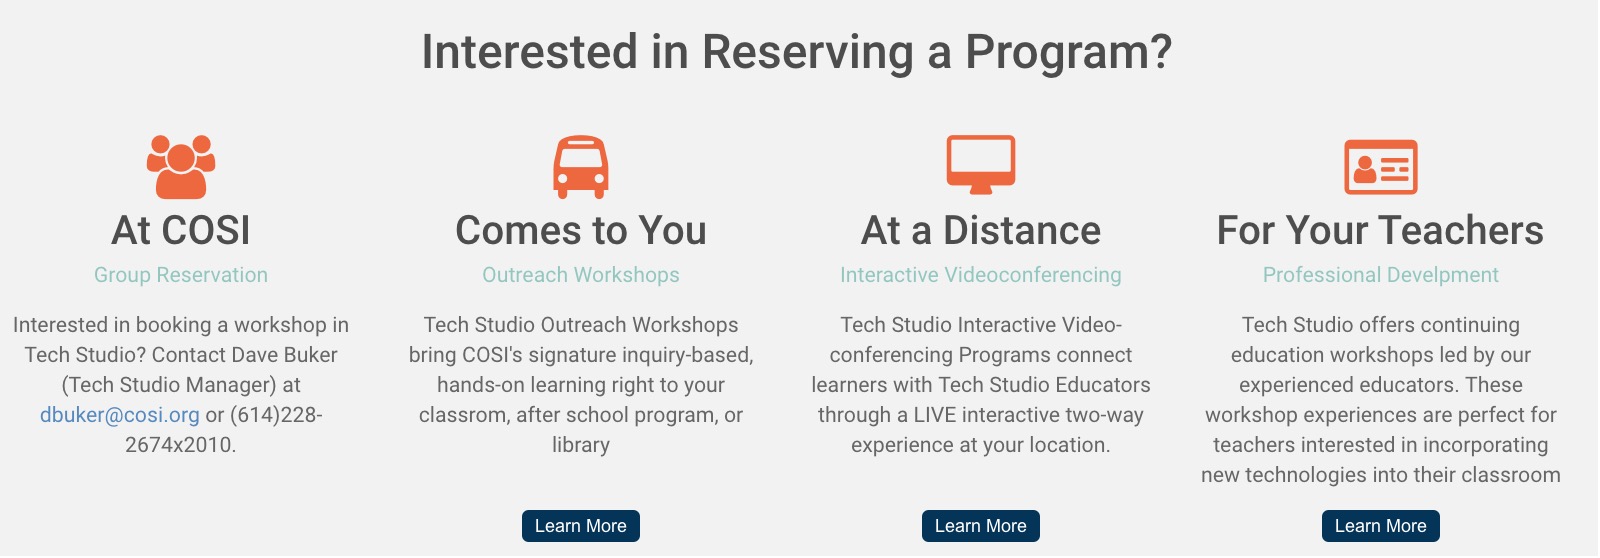 Interested in Reserving a Program?
At COSI
Group Reservation
Interested in booking a workshop in
Tech Studio? Contact Dave Buker
(Tech Studio Manager) at
dbuker@cosi.org or (614)228-
2674x2010.
Comes to You
Outreach Workshops
Tech Studio Outreach Workshops
bring COSI's signature inquiry-based,
hands-on learning right to your
classrom, after school program, or
library
Learn More
At a Distance
Interactive Videoconferencing
Tech Studio Interactive Video-
conferencing Programs connect
learners with Tech Studio Educators
through a LIVE interactive two-way
experience at your location.
Learn More
For Your Teachers
Professional Develpment
Tech Studio offers continuing
education workshops led by our
experienced educators. These
workshop experiences are perfect for
teachers interested in incorporating
new technologies into their classroom
Learn More